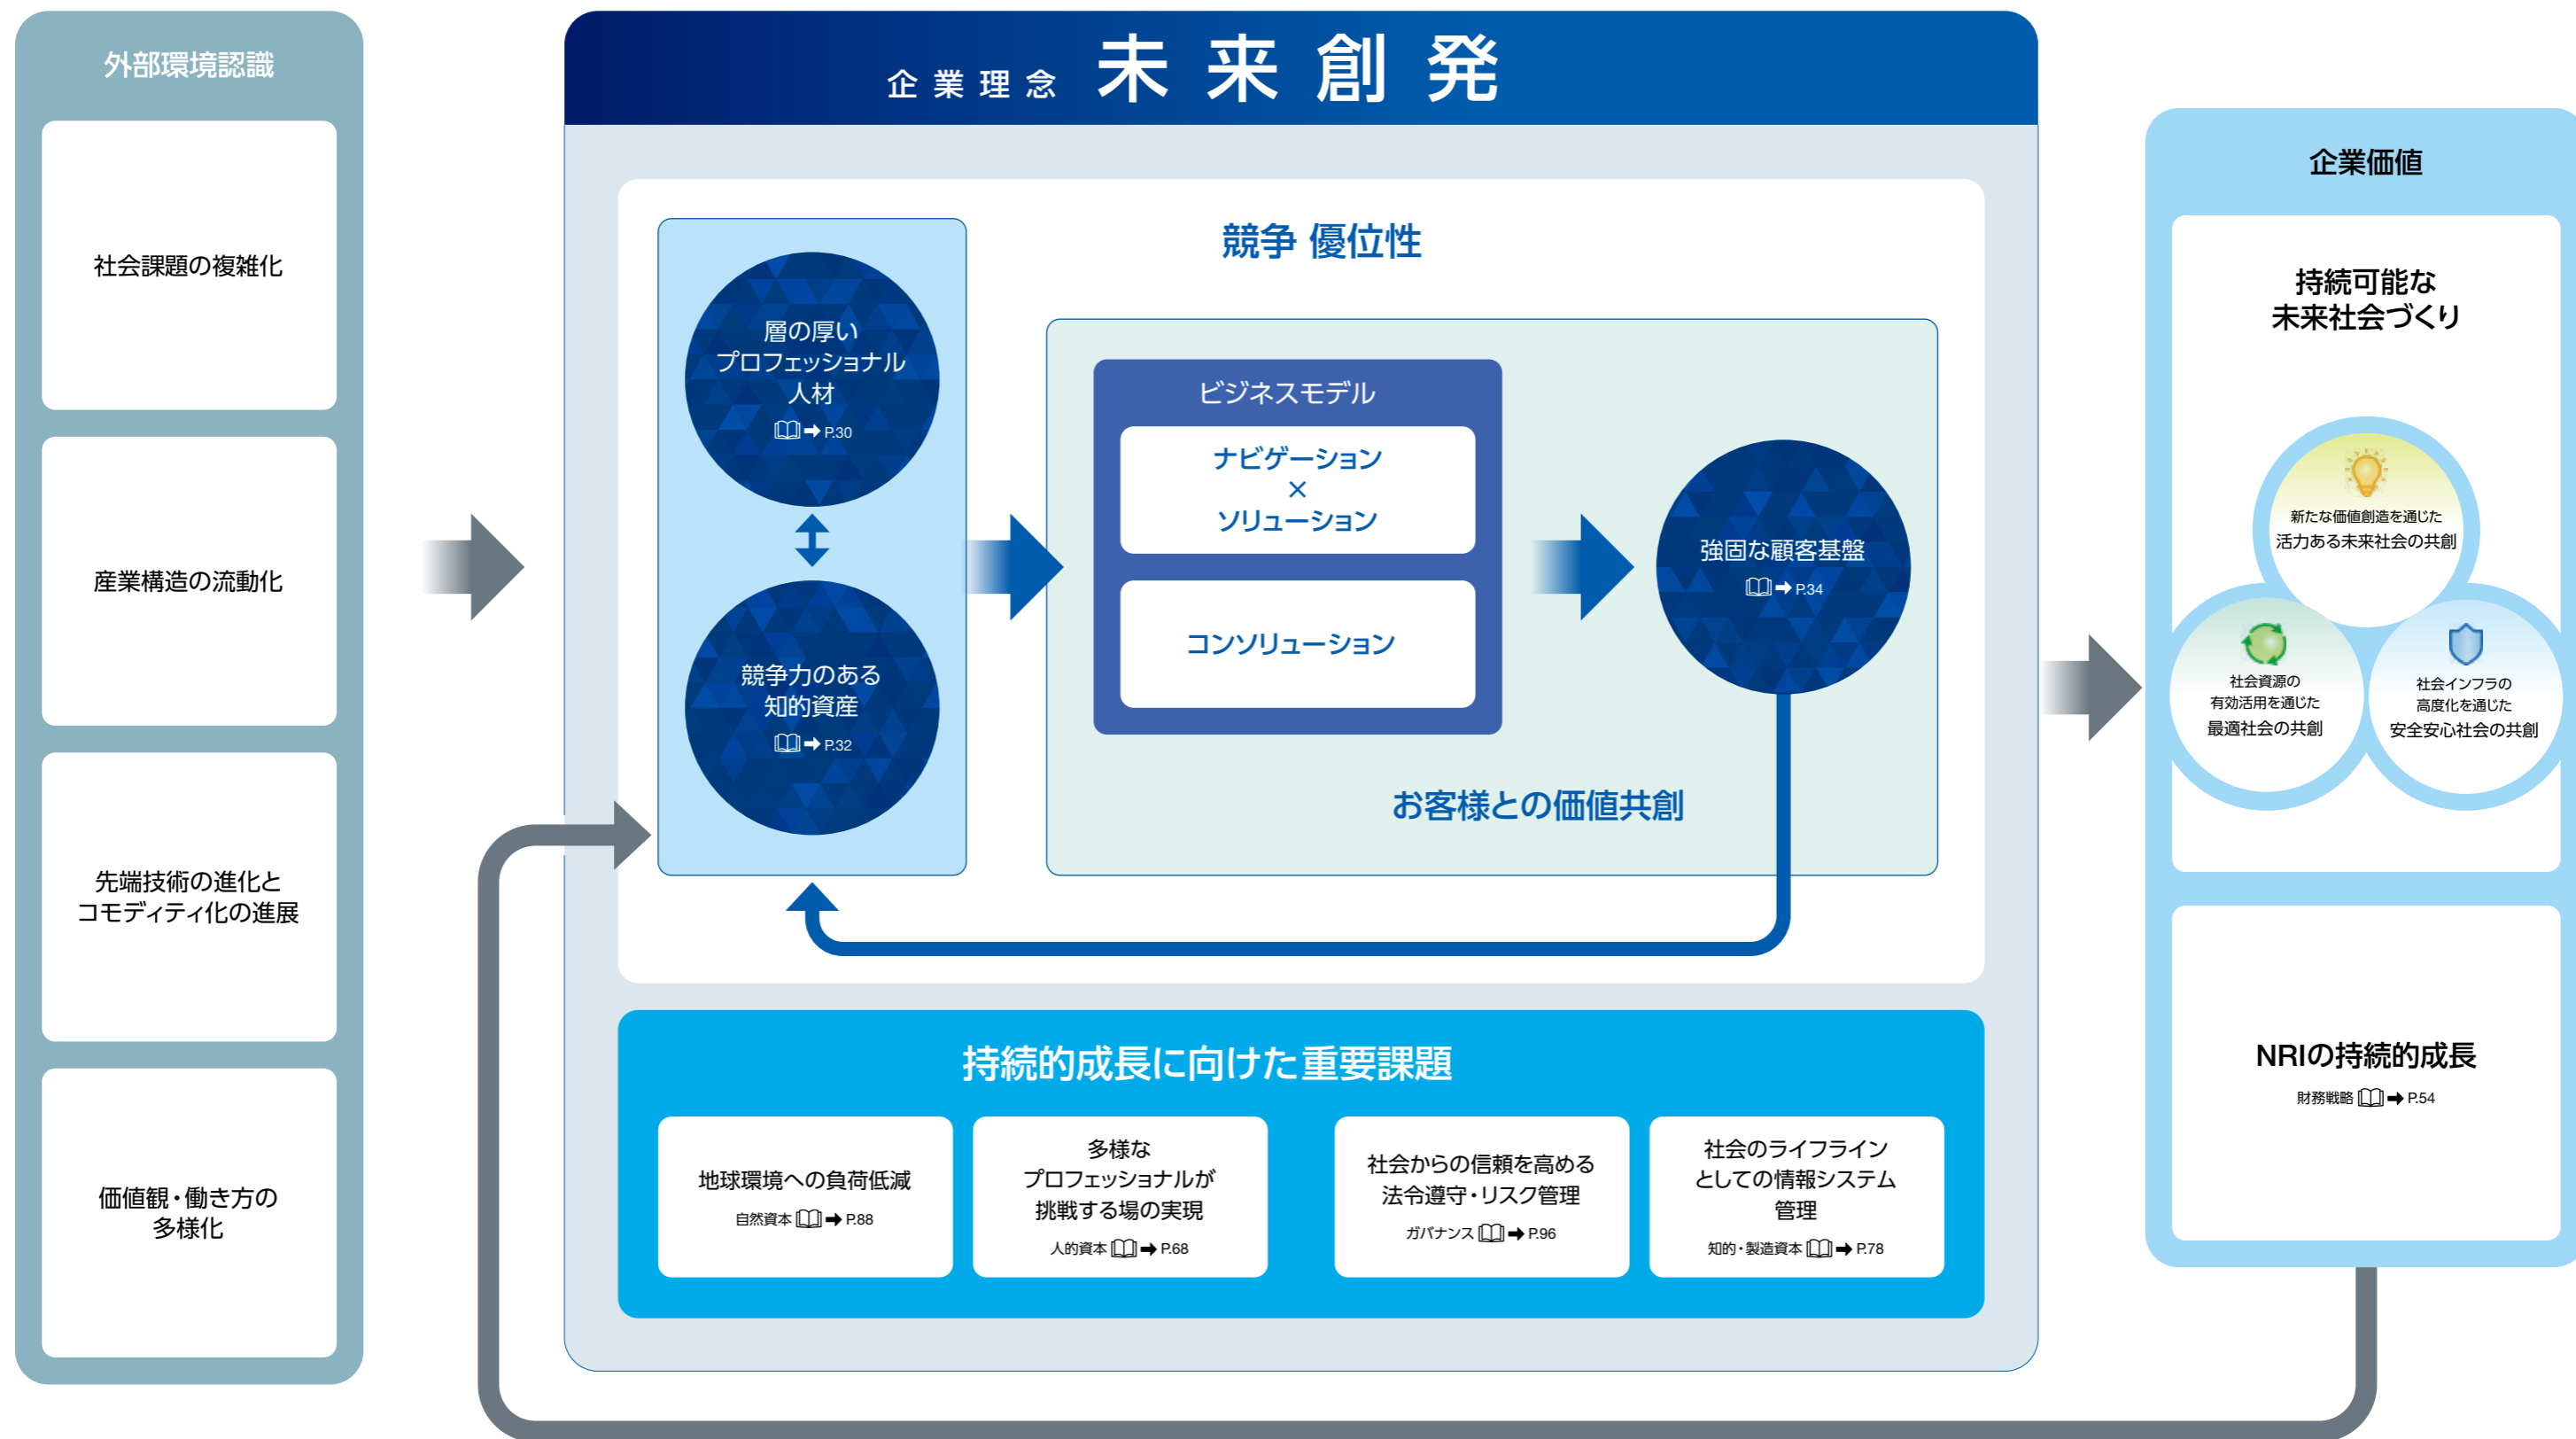 外部環境認識
社会課題の複雑化
産業構造の流動化
先端技術の進化と
コモディティ化の進展
価値観・働き方の
多様化
企業理念 未来創発
競争 優位性
層の厚い
プロフェッショナル
人材
P.30
競争力のある
知的資産
P.32
ビジネスモデル
ナビゲーション
×
ソリューション
コンソリューション
強固な顧客基盤
P.34
お客様との価値共創
持続的成長に向けた重要課題
地球環境への負荷低減
自然資本 P.88
多様な
プロフェッショナルが
挑戦する場の実現
人的資本 P.68
社会からの信頼を高める
法令遵守・リスク管理
ガバナンス P.96
社会のライフライン
としての情報システム
管理
知的・製造資本 P.78
企業価値
持続可能な
未来社会づくり
新たな価値創造を通じた
活力ある未来社会の共創
社会資源の
有効活用を通じた
最適社会の共創
社会インフラの
高度化を通じた
安全安心社会の共創
NRIの持続的成長
財務戦略 P.54